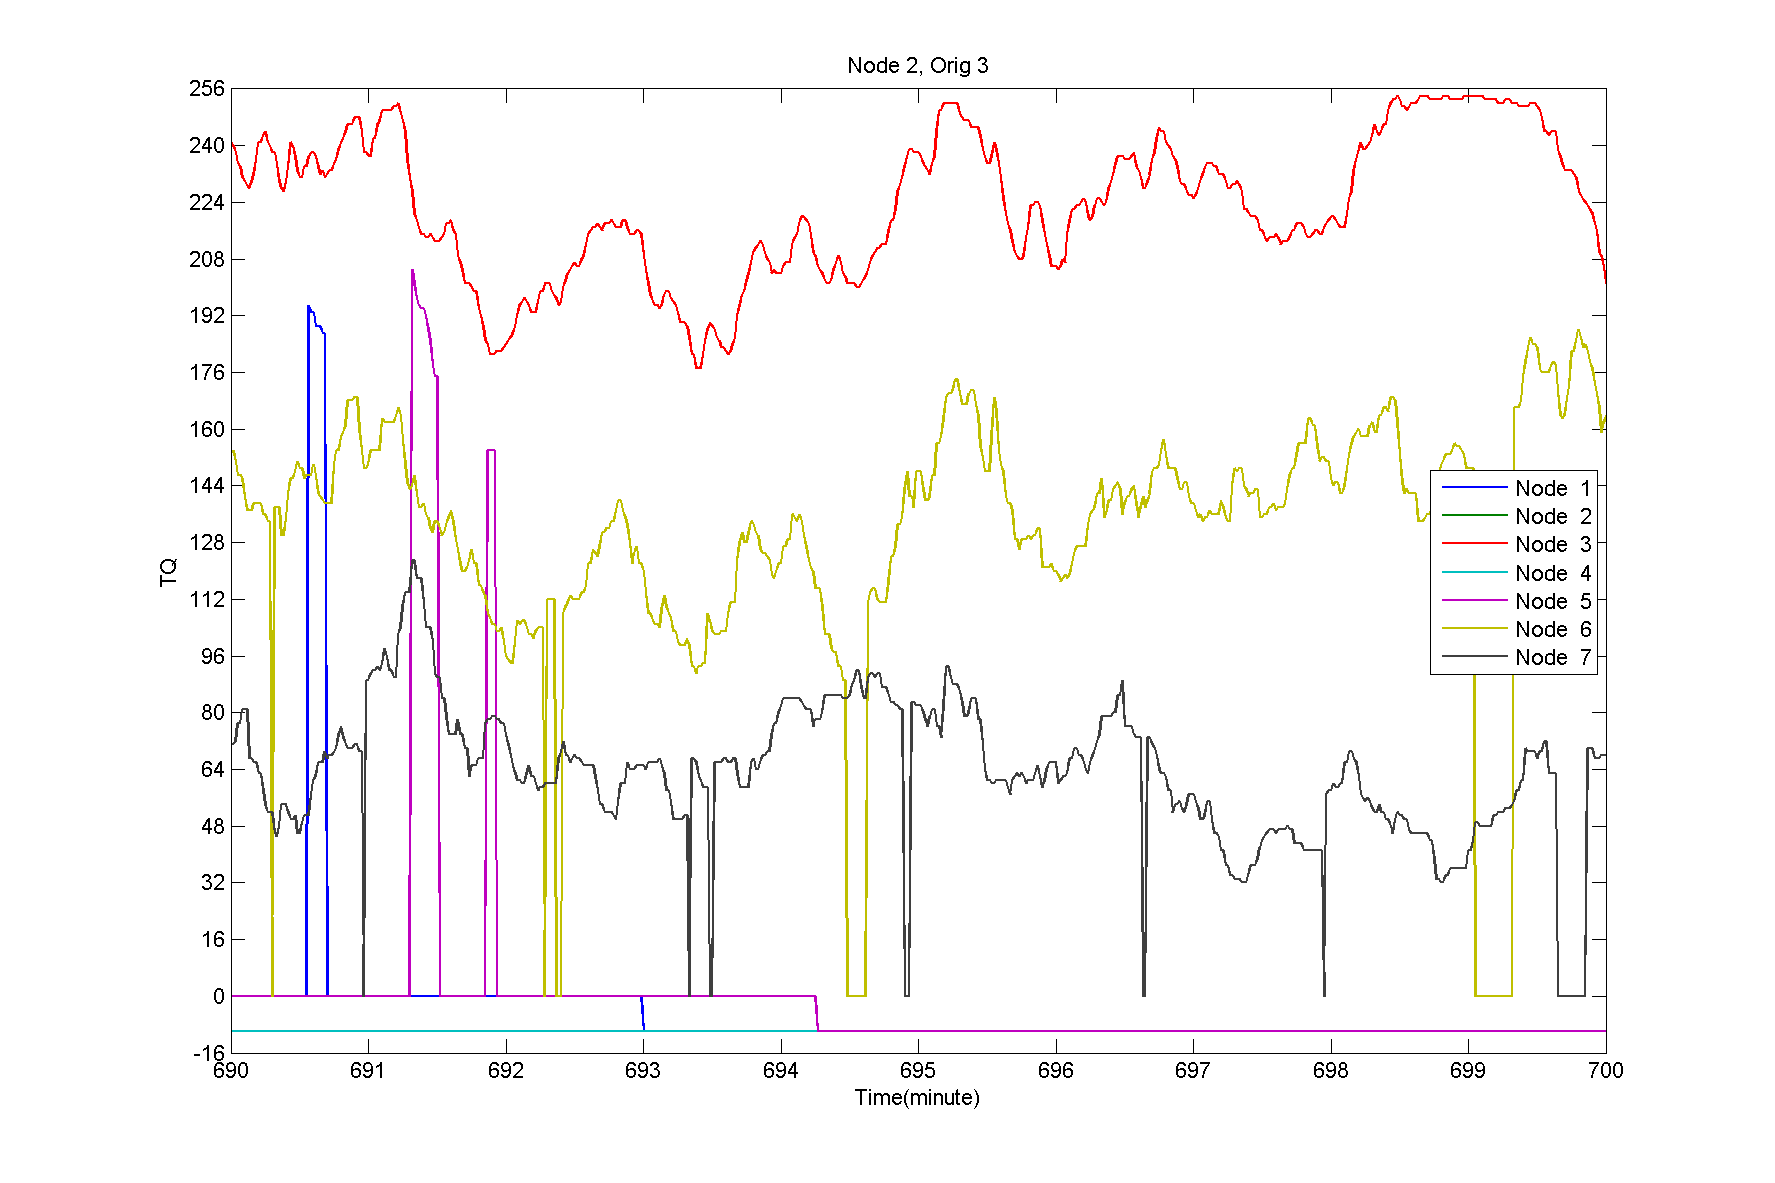 Node 2, Orig 3
256
240
224
208
192
176
160
144
128
112
96
80
64
48
32
16
0
-16
TQ
690 691 692 693 694 695 696 697 698 699 700
Time(minute)
Node 1
Node 2
Node 3
Node 4
Node 5
Node 6
Node 7